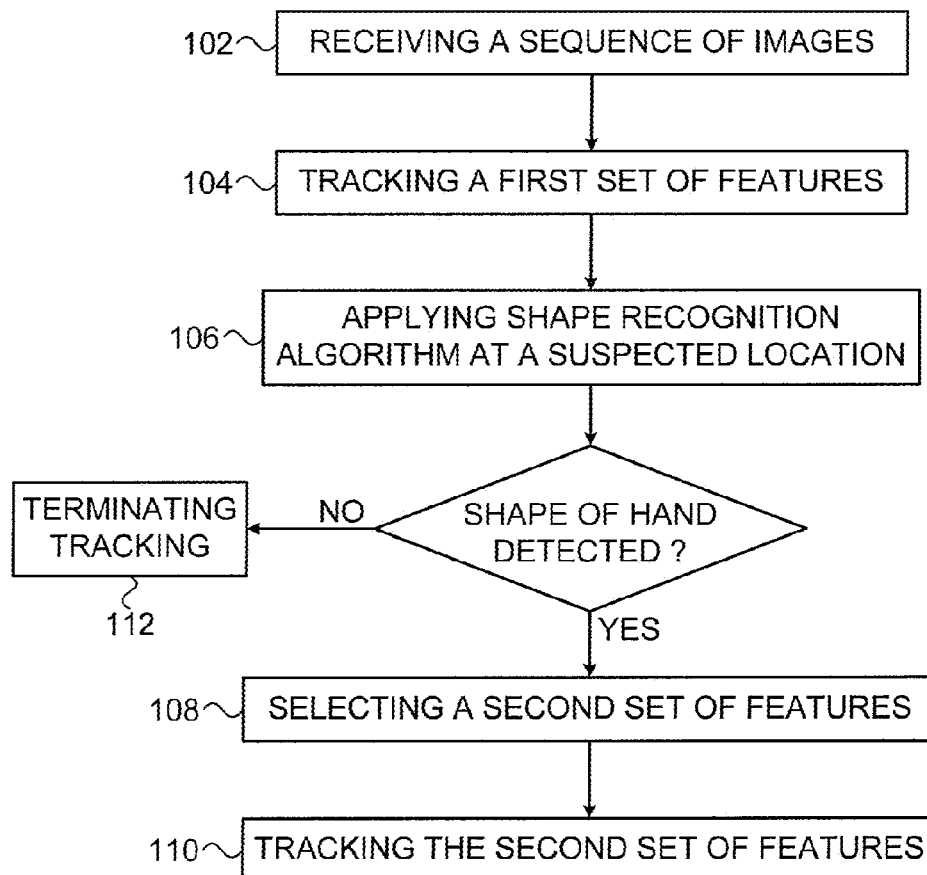 102 RECEIVING A SEQUENCE OF IMAGES
104 TRACKING A FIRST SET OF FEATURES
106 APPLYING SHAPE RECOGNITION
ALGORITHM AT A SUSPECTED LOCATION
SHAPE OF HAND
DETECTED ?
NO
TERMINATING
TRACKING
112
YES
108 SELECTING A SECOND SET OF FEATURES
110 TRACKING THE SECOND SET OF FEATURES